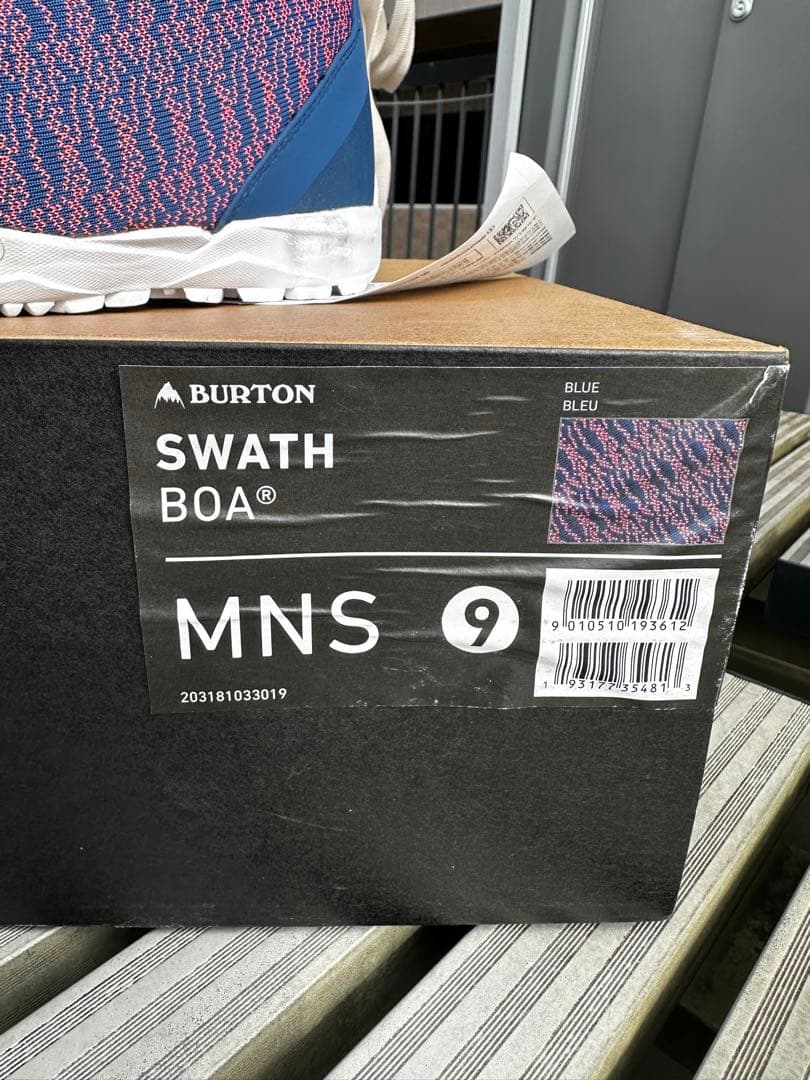 BURTON
SWATH
BOA®
BLUE
BLEU
MNS 9
9 010510 193612
1 93177 35481 3
203181033019